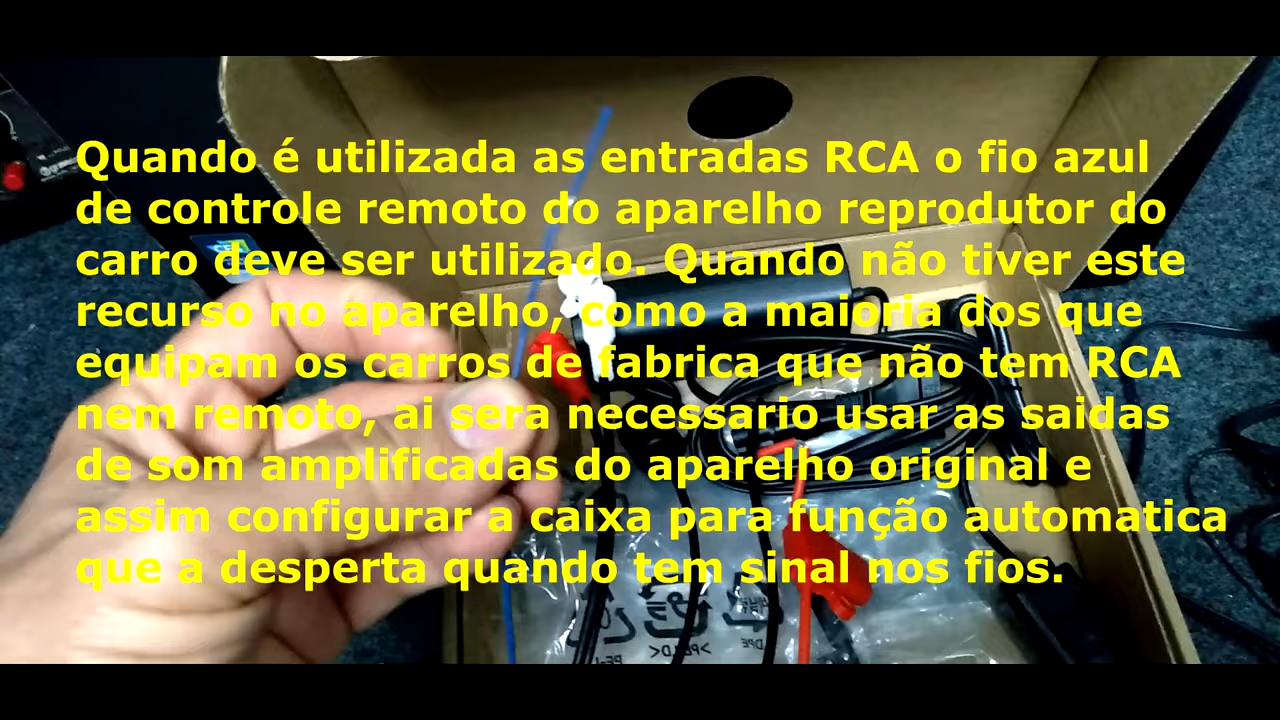 Quando é utilizada as entradas RCA o fio azul
de controle remoto do aparelho reprodutor do
carro deve ser utilizado. Quando não tiver este
recurso no aparelho, como a maioria dos que
equipam os carros de fabrica que não tem RCA
nem remoto, ai sera necessario usar as saidas
de som amplificadas do aparelho original e
assim configurar a caixa para função automatica
que a desperta quando tem sinal nos fios.